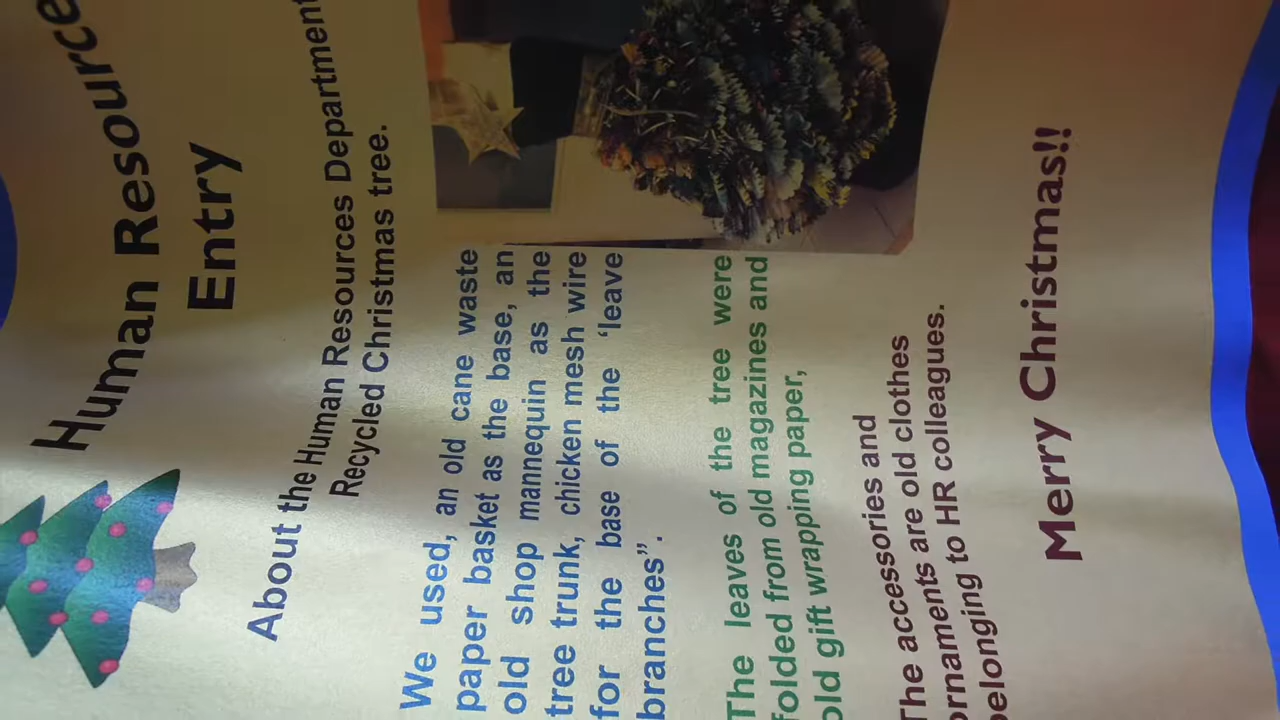 Human Resource
Entry
About the Human Resources Department
Recycled Christmas tree.
We used, an old cane waste
paper basket as the base, an
old shop mannequin as the
tree trunk, chicken mesh wire
for the base of the ‘leave
branches”.
The leaves of the tree were
folded from old magazines and
old gift wrapping paper,
The accessories and
ornaments are old clothes
belonging to HR colleagues.
Merry Christmas!!